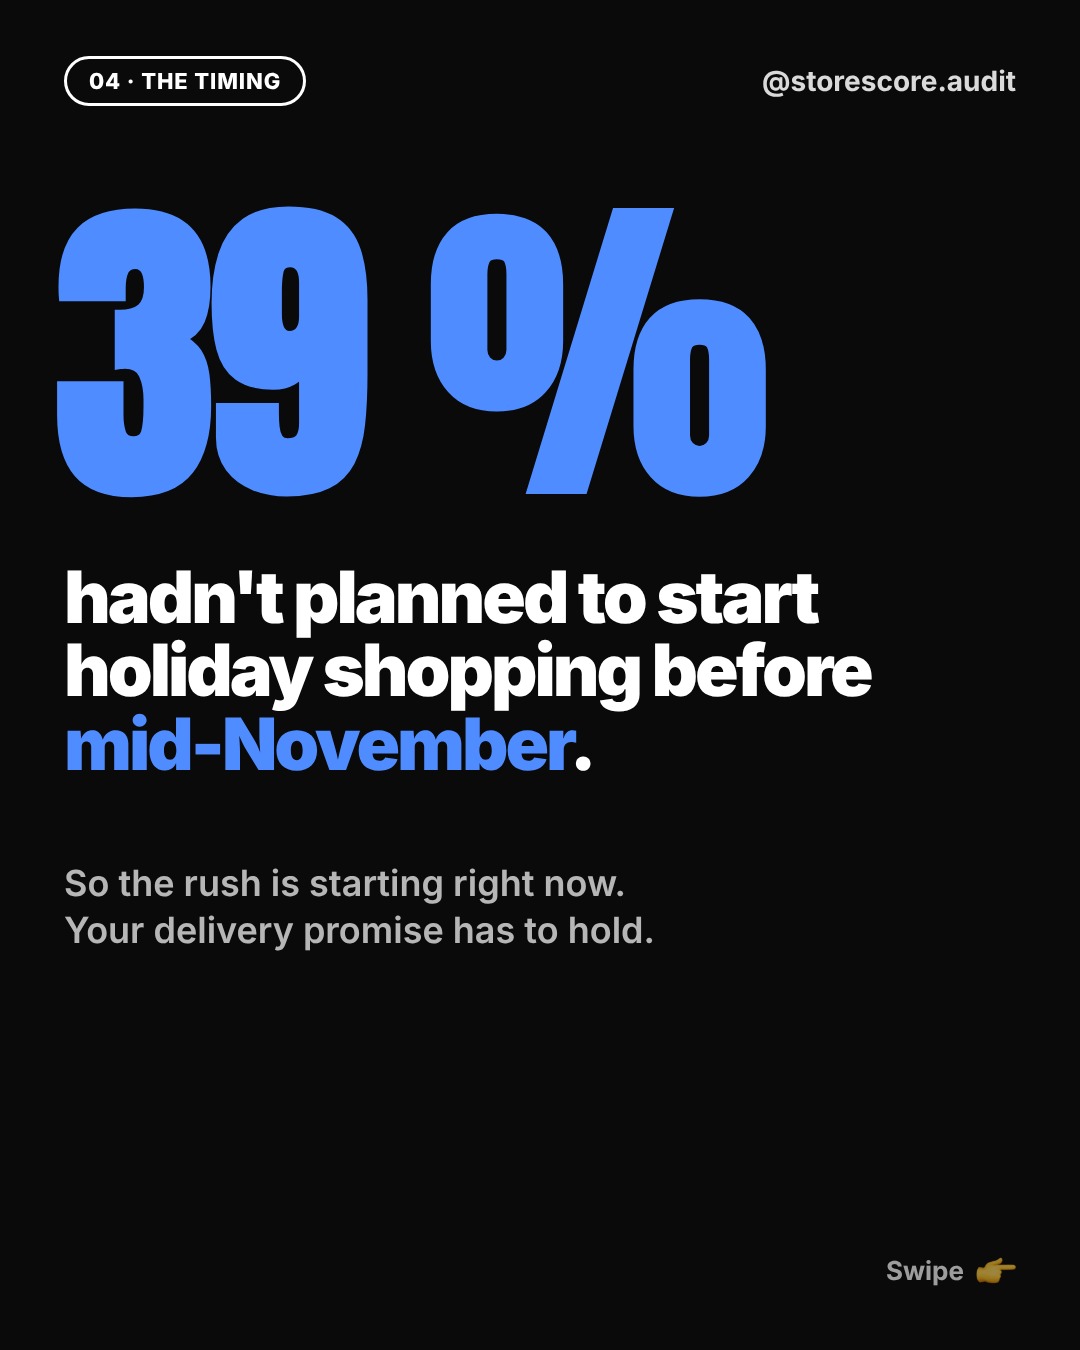 04 · THE TIMING
@storescore.audit
39 %
hadn't planned to start
holiday shopping before
mid-November.
So the rush is starting right now.
Your delivery promise has to hold.
Swipe 👉